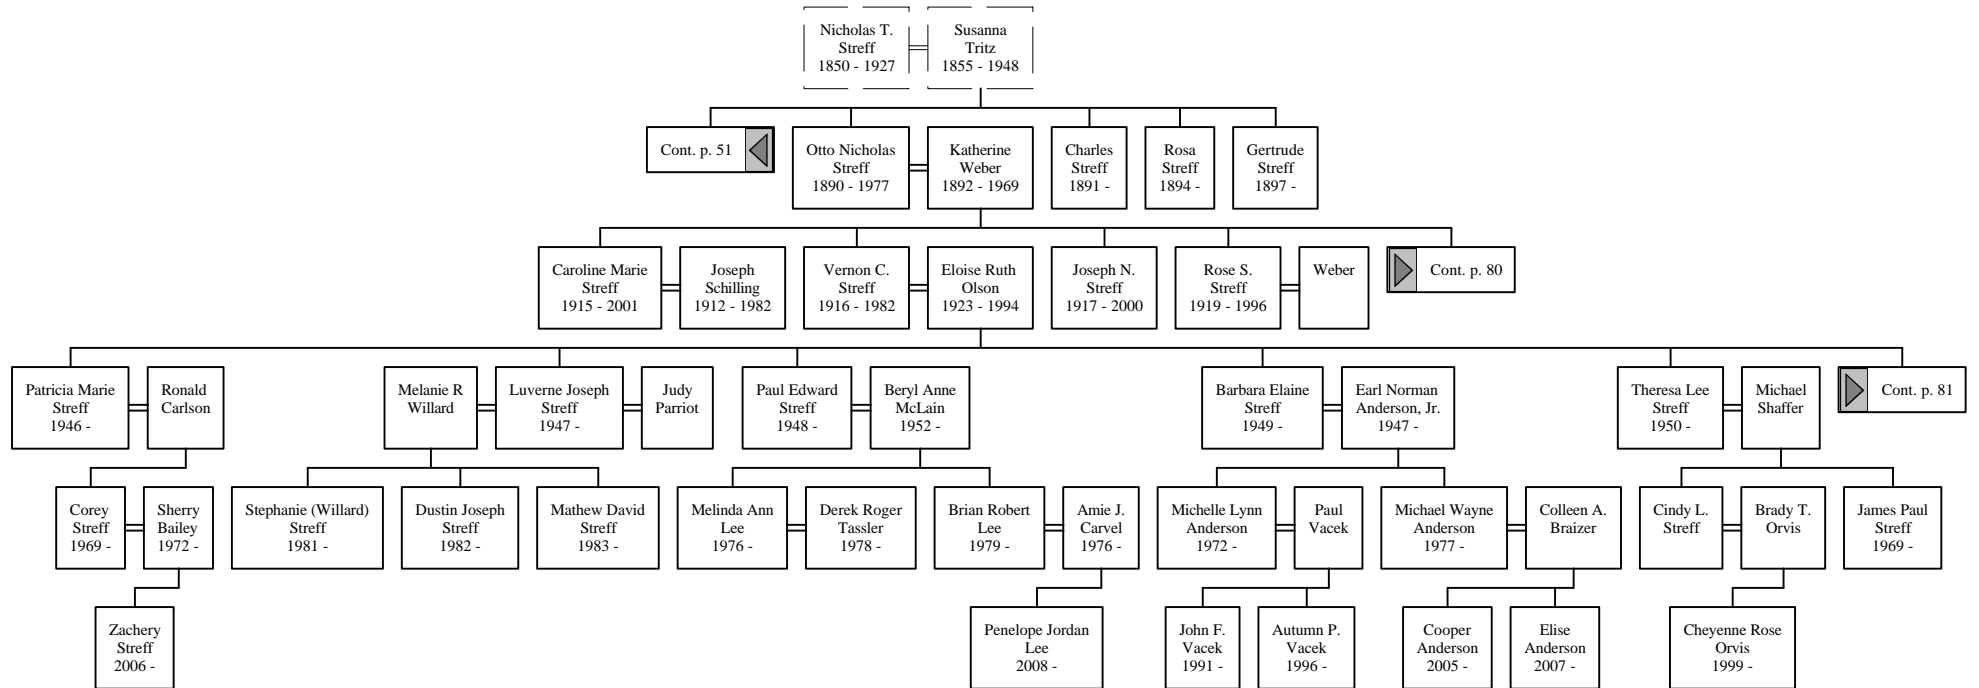 Nicholas T.
Streff
1850 - 1927
Susanna
Tritz
1855 - 1948
Cont. p. 51
Otto Nicholas
Streff
1890 - 1977
Katherine
Weber
1892 - 1969
Charles
Streff
1891 -
Rosa
Streff
1894 -
Gertrude
Streff
1897 -
Caroline Marie
Streff
1915 - 2001
Joseph
Schilling
1912 - 1982
Vernon C.
Streff
1916 - 1982
Eloise Ruth
Olson
1923 - 1994
Joseph N.
Streff
1917 - 2000
Rose S.
Streff
1919 - 1996
Weber
Cont. p. 80
Patricia Marie
Streff
1946 -
Ronald
Carlson
Melanie R
Willard
Luverne Joseph
Streff
1947 -
Judy
Parriot
Paul Edward
Streff
1948 -
Beryl Anne
McLain
1952 -
Barbara Elaine
Streff
1949 -
Earl Norman
Anderson, Jr.
1947 -
Theresa Lee
Streff
1950 -
Michael
Shaffer
Cont. p. 81
Corey
Streff
1969 -
Sherry
Bailey
1972 -
Stephanie (Willard)
Streff
1981 -
Dustin Joseph
Streff
1982 -
Mathew David
Streff
1983 -
Melinda Ann
Lee
1976 -
Derek Roger
Tassler
1978 -
Brian Robert
Lee
1979 -
Amie J.
Carvel
1976 -
Michelle Lynn
Anderson
1972 -
Paul
Vacek
Michael Wayne
Anderson
1977 -
Colleen A.
Braizer
Cindy L.
Streff
Brady T.
Orvis
James Paul
Streff
1969 -
Zachery
Streff
2006 -
Penelope Jordan
Lee
2008 -
John F.
Vacek
1991 -
Autumn P.
Vacek
1996 -
Cooper
Anderson
2005 -
Elise
Anderson
2007 -
Cheyenne Rose
Orvis
1999 -